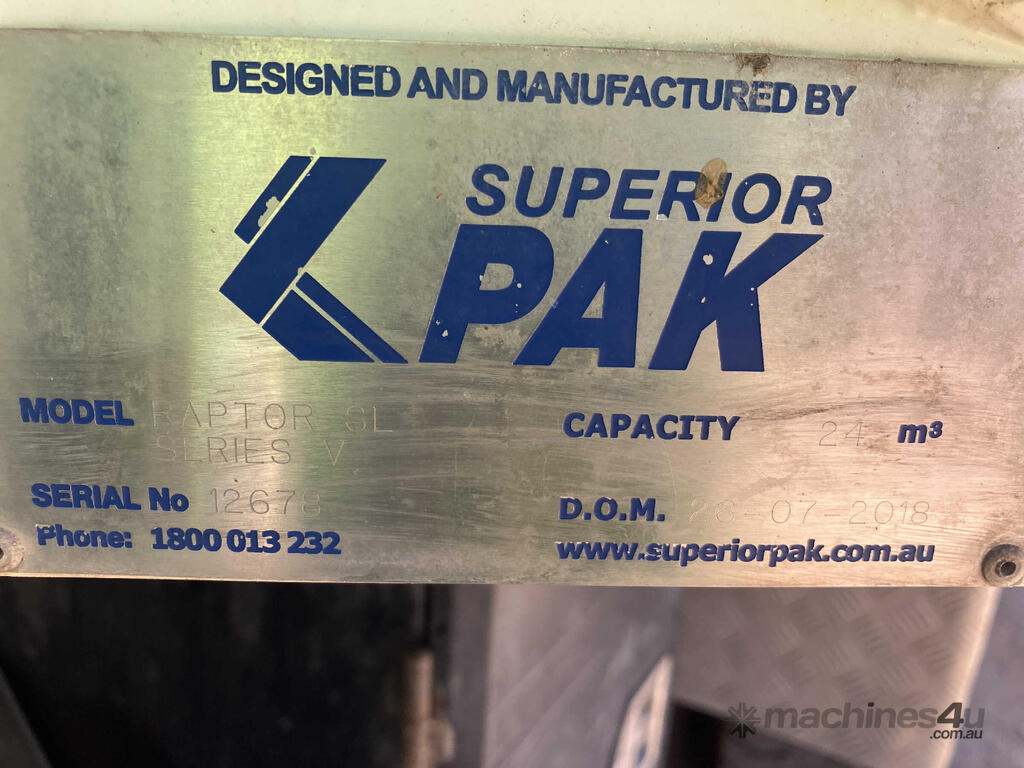 DESIGNED AND MANUFACTURED BY
SUPERIOR
PAK
MODEL RAPTOR SL
SERIES V
CAPACITY 24 m³
SERIAL No 12678
D.O.M. 26-07-2018
Phone: 1800 013 232
www.superiorpak.com.au
machines4u
.com.au